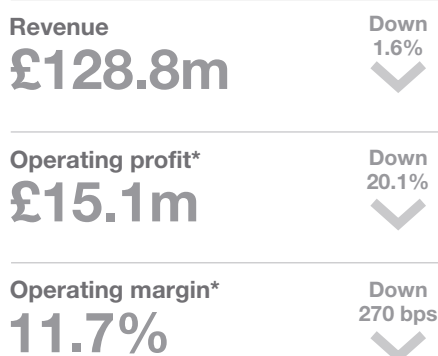 Revenue
Down
1.6%
£128.8m
Operating profit*
Down
20.1%
£15.1m
Operating margin*
Down
270 bps
11.7%